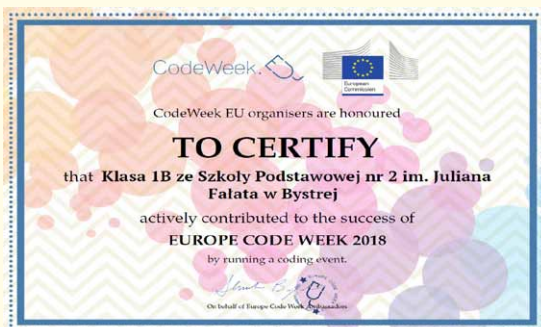 CodeWeek.
European
Commission
CodeWeek EU organisers are honoured
TO CERTIFY
that Klasa 1B ze Szkoly Podstawowej nr 2 im. Juliana
Falata w Bystrej
actively contributed to the success of
EUROPE CODE WEEK 2018
by running a coding event.
On behalf of Europe Code Week Ambassadors